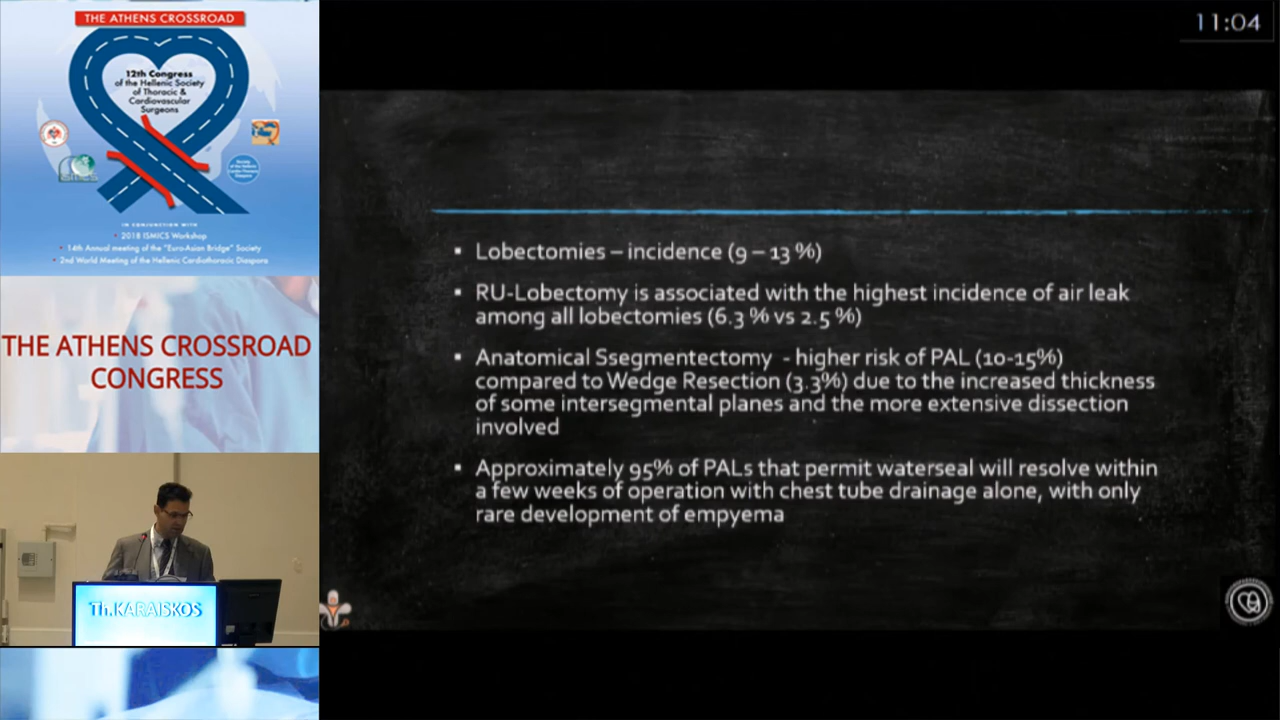 THE ATHENS CROSSROAD
12th Congress
of the Hellenic Society
of Thoracic &
Cardiovascular
Surgeons
IN CONJUNCTION WITH
• 2018 ISMICS Workshop
• 14th Annual meeting of the "Euro-Asian Bridge" Society
• 2nd World Meeting of the Hellenic Cardiothoracic Diaspora
THE ATHENS CROSSROAD
CONGRESS
Th.KARAISKOS
11:04
▪ Lobectomies – incidence (9 – 13 %)
▪ RU-Lobectomy is associated with the highest incidence of air leak
among all lobectomies (6.3 % vs 2.5 %)
▪ Anatomical Ssegmentectomy - higher risk of PAL (10-15%)
compared to Wedge Resection (3.3%) due to the increased thickness
of some intersegmental planes and the more extensive dissection
involved
▪ Approximately 95% of PALs that permit waterseal will resolve within
a few weeks of operation with chest tube drainage alone, with only
rare development of empyema